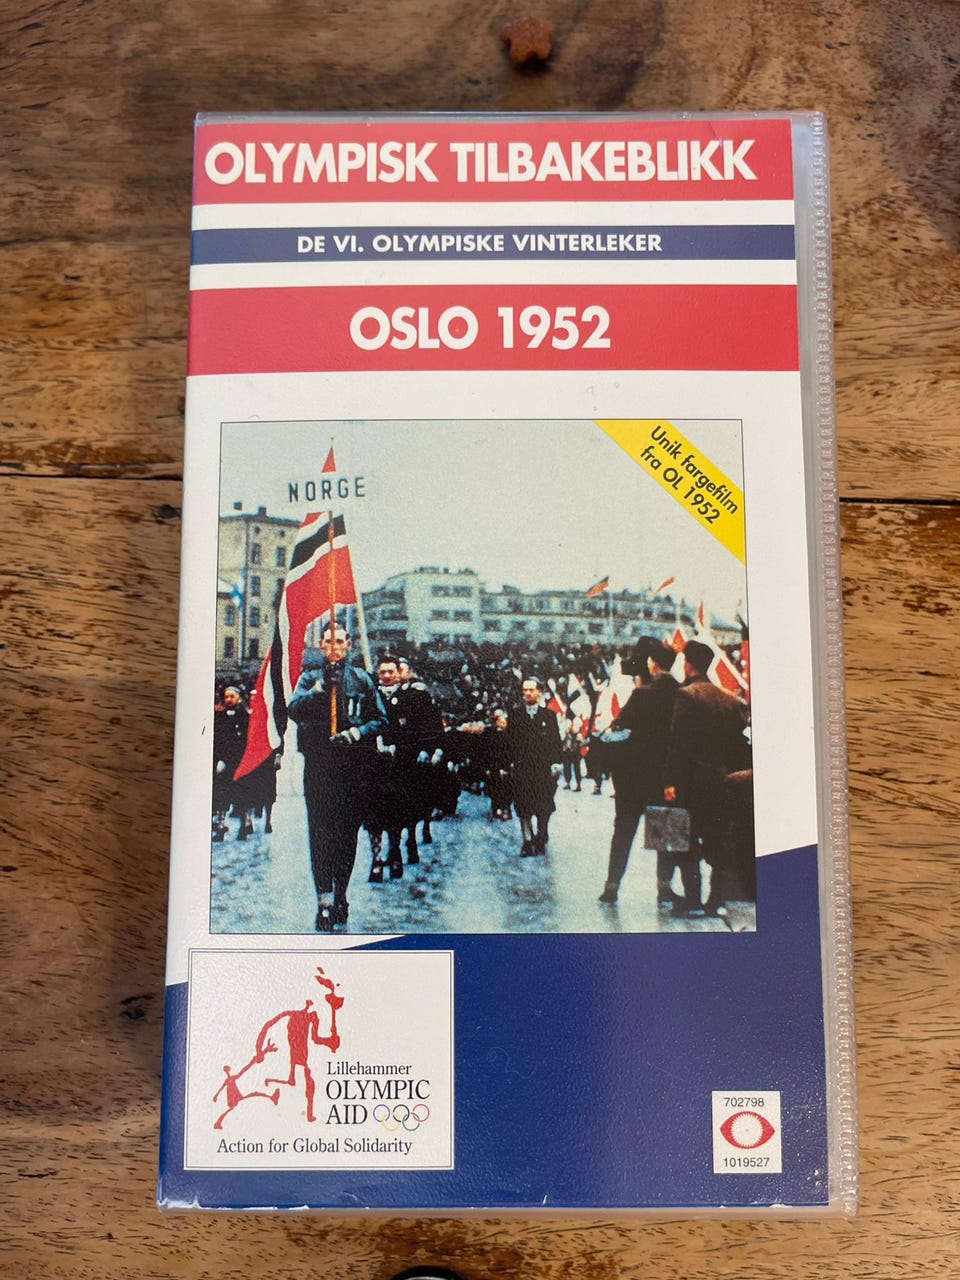 OLYMPISK TILBAKEBLIKK
DE VI. OLYMPISKE VINTERLEKER
OSLO 1952
Unik fargefilm
fra OL 1952
NORGE
Lillehammer
OLYMPIC
AID
Action for Global Solidarity
702798
1019527